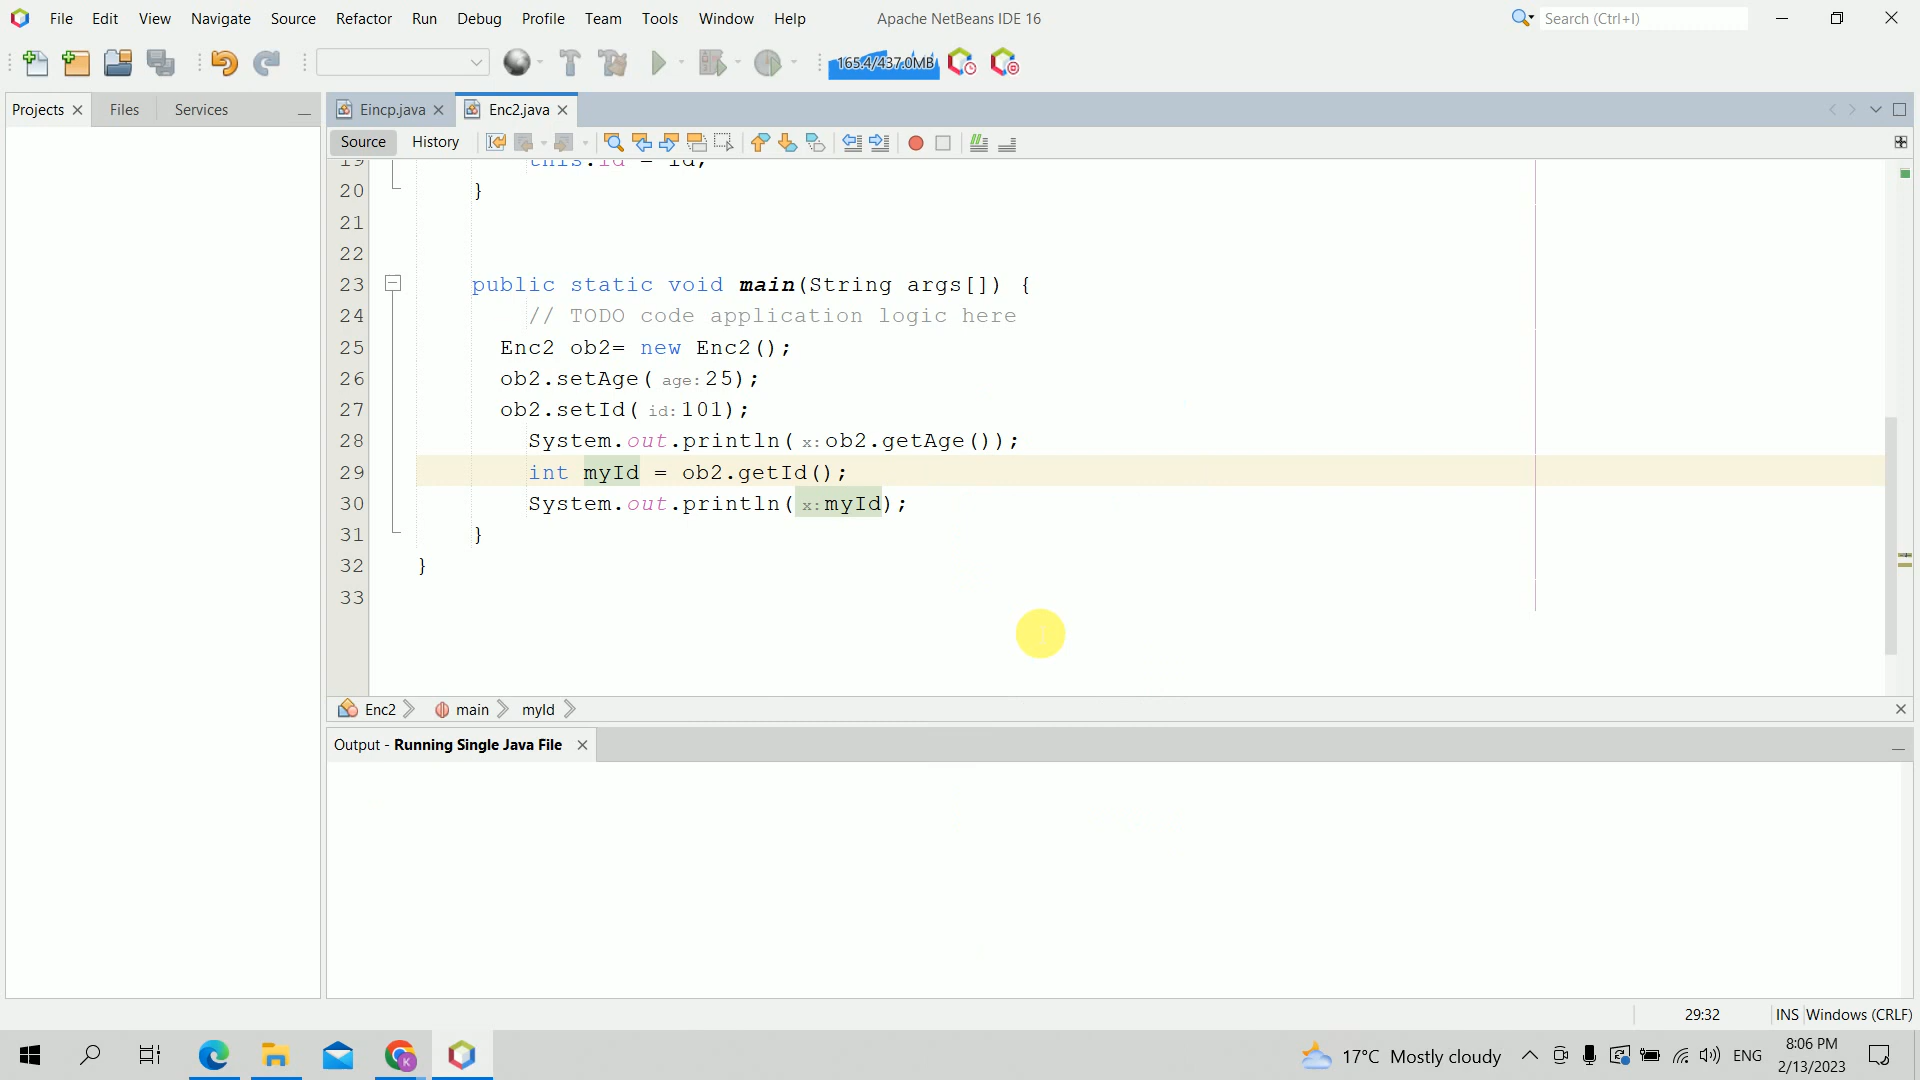 File Edit View Navigate Source Refactor Run Debug Profile Team Tools Window Help Apache NetBeans IDE 16 Search (Ctrl+I)
165.4/437.0MB
Projects Files Services Eincp.java Enc2.java
Source History
19 this.id = id;
20 }
21
22
23 public static void main(String args[]) {
24 // TODO code application logic here
25 Enc2 ob2= new Enc2();
26 ob2.setAge( age: 25);
27 ob2.setId( id: 101);
28 System.out.println( x: ob2.getAge());
29 int myId = ob2.getId();
30 System.out.println( x: myId);
31 }
32 }
33
Enc2 main myId
Output - Running Single Java File
29:32 INS Windows (CRLF)
K 17°C Mostly cloudy ENG 8:06 PM
2/13/2023